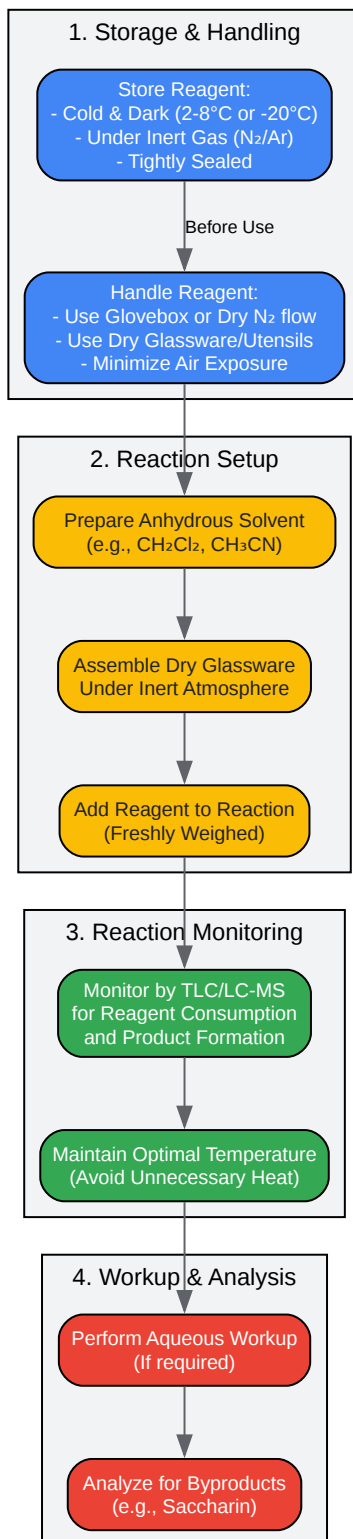 1. Storage & Handling
Store Reagent:
- Cold & Dark (2-8°C or -20°C)
- Under Inert Gas (N₂/Ar)
- Tightly Sealed
Before Use
Handle Reagent:
- Use Glovebox or Dry N₂ flow
- Use Dry Glassware/Utensils
- Minimize Air Exposure
2. Reaction Setup
Prepare Anhydrous Solvent
(e.g., CH₂Cl₂, CH₃CN)
Assemble Dry Glassware
Under Inert Atmosphere
Add Reagent to Reaction
(Freshly Weighed)
3. Reaction Monitoring
Monitor by TLC/LC-MS
for Reagent Consumption
and Product Formation
Maintain Optimal Temperature
(Avoid Unnecessary Heat)
4. Workup & Analysis
Perform Aqueous Workup
(If required)
Analyze for Byproducts
(e.g., Saccharin)